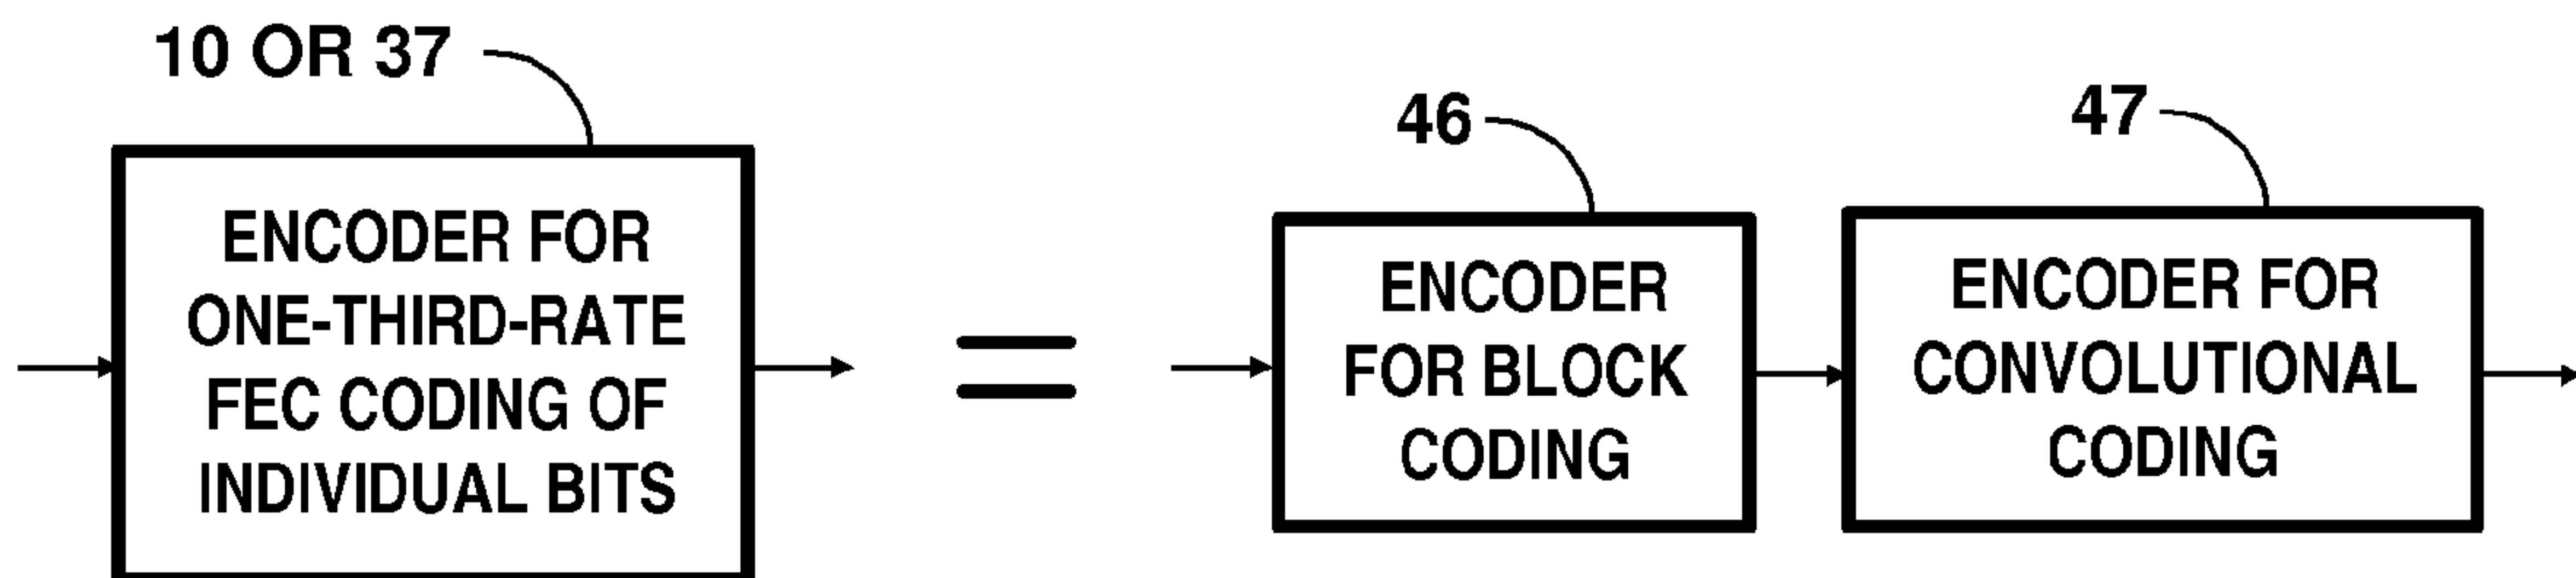 10 OR 37
ENCODER FOR
ONE-THIRD-RATE
FEC CODING OF
INDIVIDUAL BITS
=
46
ENCODER
FOR BLOCK
CODING
47
ENCODER FOR
CONVOLUTIONAL
CODING